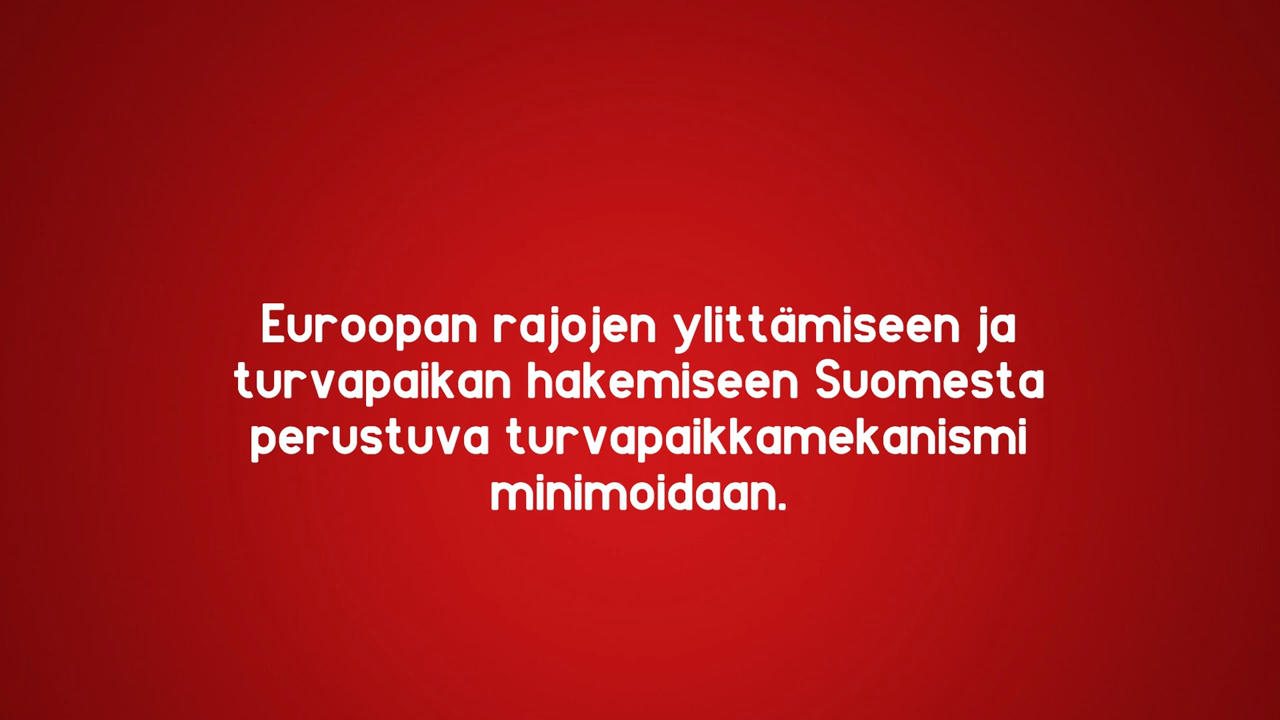 Euroopan rajojen ylittämiseen ja
turvapaikan hakemiseen Suomesta
perustuva turvapaikkamekanismi
minimoidaan.